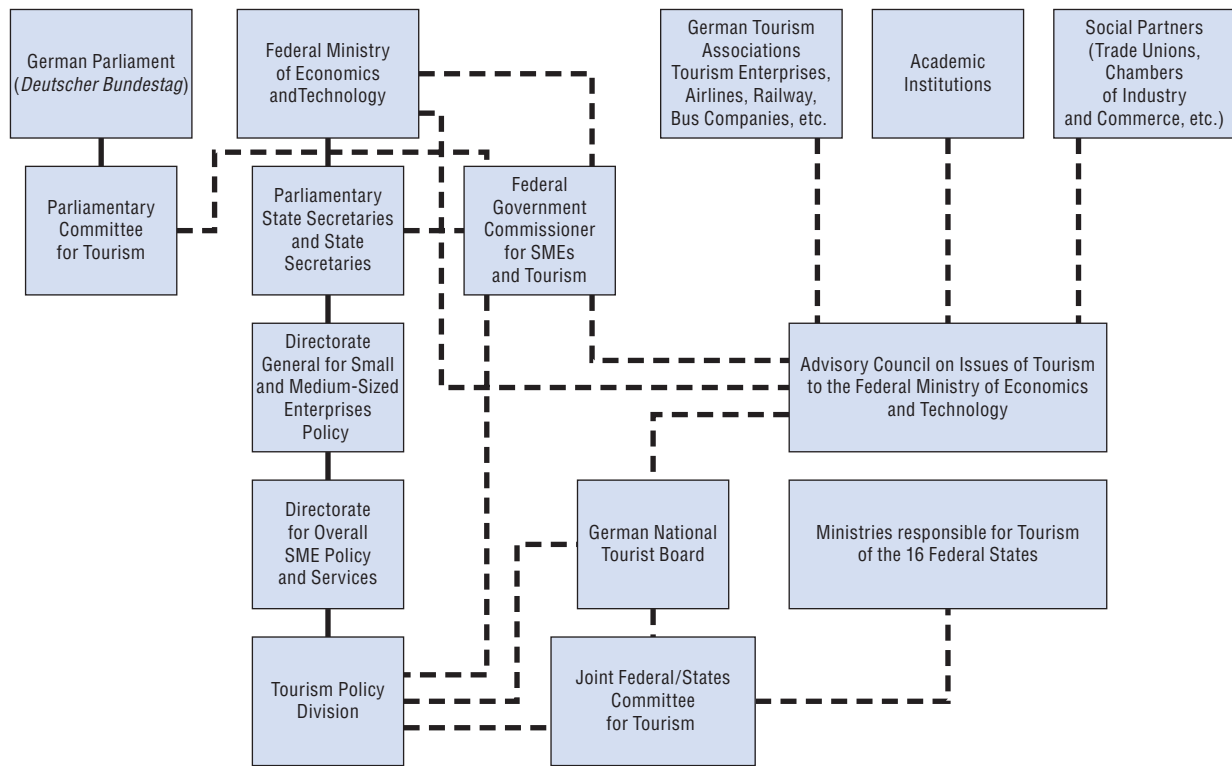 German Parliament
(Deutscher Bundestag)
Federal Ministry
of Economics
andTechnology
German Tourism
Associations
Tourism Enterprises,
Airlines, Railway,
Bus Companies, etc.
Academic
Institutions
Social Partners
(Trade Unions,
Chambers
of Industry
and Commerce, etc.)
Parliamentary
Committee
for Tourism
Parliamentary
State Secretaries
and State
Secretaries
Federal
Government
Commissioner
for SMEs
and Tourism
Directorate
General for Small
and Medium-Sized
Enterprises
Policy
Advisory Council on Issues of Tourism
to the Federal Ministry of Economics
and Technology
Directorate
for Overall
SME Policy
and Services
German National
Tourist Board
Ministries responsible for Tourism
of the 16 Federal States
Tourism Policy
Division
Joint Federal/States
Committee
for Tourism